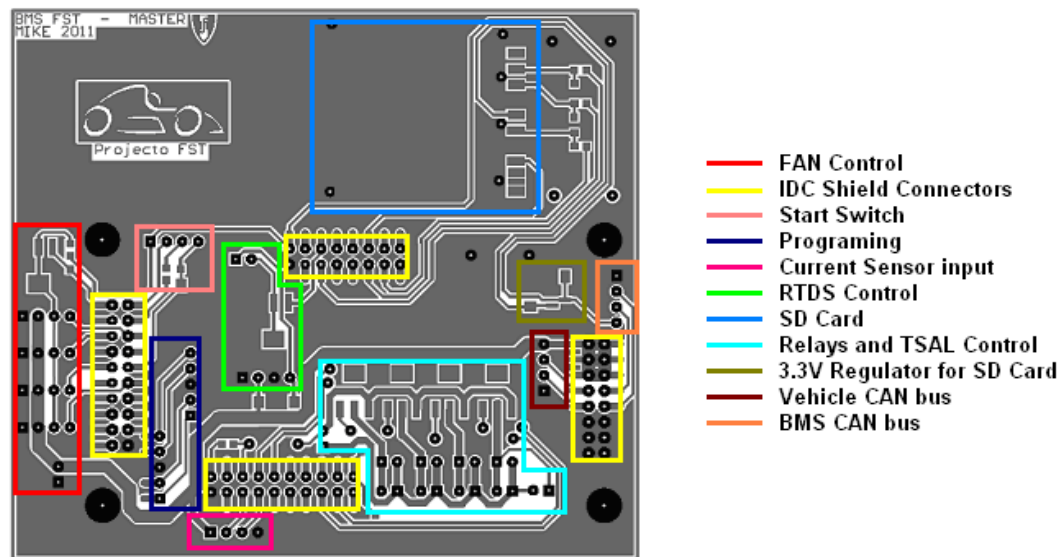 BMS FST - MASTER
MIKE 2011
Projecto FST
FAN Control
IDC Shield Connectors
Start Switch
Programing
Current Sensor input
RTDS Control
SD Card
Relays and TSAL Control
3.3V Regulator for SD Card
Vehicle CAN bus
BMS CAN bus